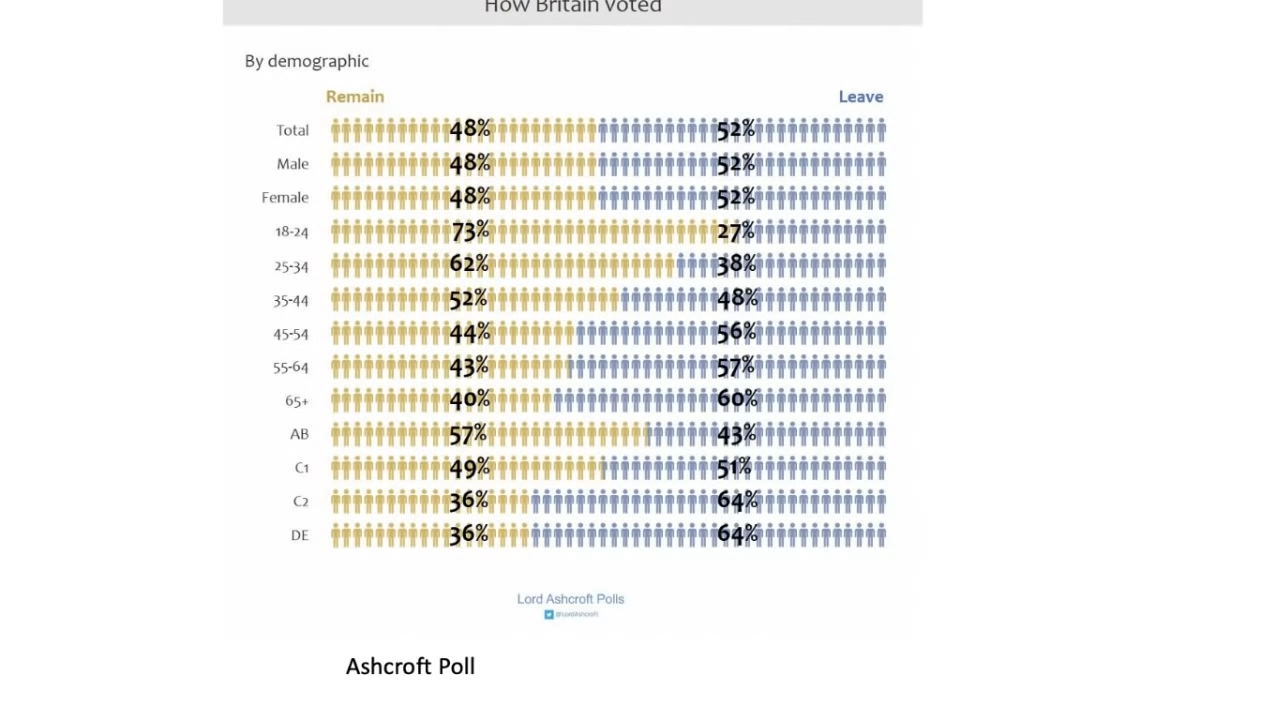 How Britain voted
By demographic
Remain Leave
Total 48% 52%
Male 48% 52%
Female 48% 52%
18-24 73% 27%
25-34 62% 38%
35-44 52% 48%
45-54 44% 56%
55-64 43% 57%
65+ 40% 60%
AB 57% 43%
C1 49% 51%
C2 36% 64%
DE 36% 64%
Lord Ashcroft Polls
@LordAshcroft
Ashcroft Poll